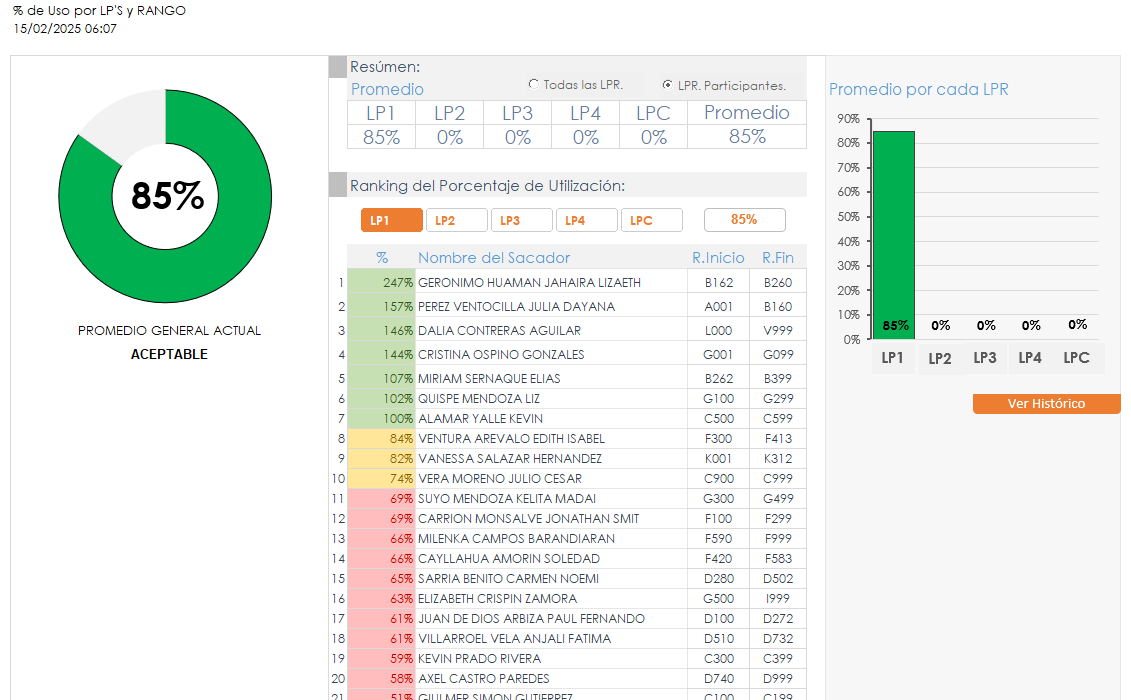 % de Uso por LP'S y RANGO
15/02/2025 06:07
85%
PROMEDIO GENERAL ACTUAL
ACEPTABLE
Resúmen:
Promedio
Todas las LPR.
LPR. Participantes.
LP1 LP2 LP3 LP4 LPC Promedio
85% 0% 0% 0% 0% 85%
Ranking del Porcentaje de Utilización:
LP1 LP2 LP3 LP4 LPC 85%
% Nombre del Sacador R.Inicio R.Fin
1 247% GERONIMO HUAMAN JAHAIRA LIZAETH B162 B260
2 157% PEREZ VENTOCILLA JULIA DAYANA A001 B160
3 146% DALIA CONTRERAS AGUILAR L000 V999
4 144% CRISTINA OSPINO GONZALES G001 G099
5 107% MIRIAM SERNAQUE ELIAS B262 B399
6 102% QUISPE MENDOZA LIZ G100 G299
7 100% ALAMAR YALLE KEVIN C500 C599
8 84% VENTURA AREVALO EDITH ISABEL F300 F413
9 82% VANESSA SALAZAR HERNANDEZ K001 K312
10 74% VERA MORENO JULIO CESAR C900 C999
11 69% SUYO MENDOZA KELITA MADAI G300 G499
12 69% CARRION MONSALVE JONATHAN SMIT F100 F299
13 66% MILENKA CAMPOS BARANDIARAN F590 F999
14 66% CAYLLAHUA AMORIN SOLEDAD F420 F583
15 65% SARRIA BENITO CARMEN NOEMI D280 D502
16 63% ELIZABETH CRISPIN ZAMORA G500 I999
17 61% JUAN DE DIOS ARBIZA PAUL FERNANDO D100 D272
18 61% VILLARROEL VELA ANJALI FATIMA D510 D732
19 59% KEVIN PRADO RIVERA C300 C399
20 58% AXEL CASTRO PAREDES D740 D999
21 51% GIULMER SIMON GUTIERREZ C100 C199
Promedio por cada LPR
90%
80%
70%
60%
50%
40%
30%
20%
10%
0%
85% 0% 0% 0% 0%
LP1 LP2 LP3 LP4 LPC
Ver Histórico